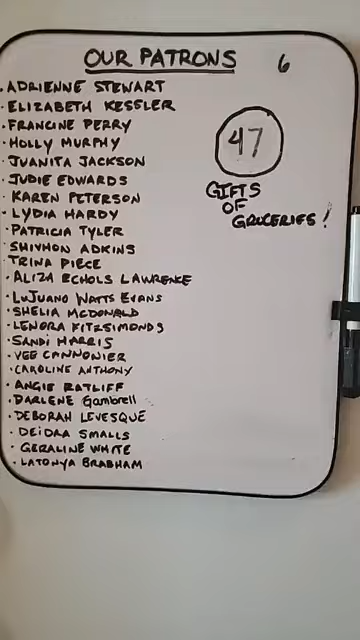 OUR PATRONS
6
• ADRIENNE STEWART
• ELIZABETH KESSLER
• FRANCINE PERRY
• HOLLY MURPHY
• JUANITA JACKSON
• JUDIE EDWARDS
• KAREN PETERSON
• LYDIA HARDY
• PATRICIA TYLER
• SHIVHON ADKINS
• TRINA PIECE
• ALIZA ECHOLS LAWRENCE
• LUJUANO WATTS EVANS
• SHELIA MCDONALD
• LENORA FITZSIMONDS
• SANDI HARRIS
• VEE CANNONIER
• CAROLINE ANTHONY
• ANGIE RATLIFF
• DARLENE Gambrell
• DEBORAH LEVESQUE
• DEIDRA SMALLS
• GERALINE WHITE
• LATONYA BRABHAM
47
GIFTS
OF
GROCERIES!